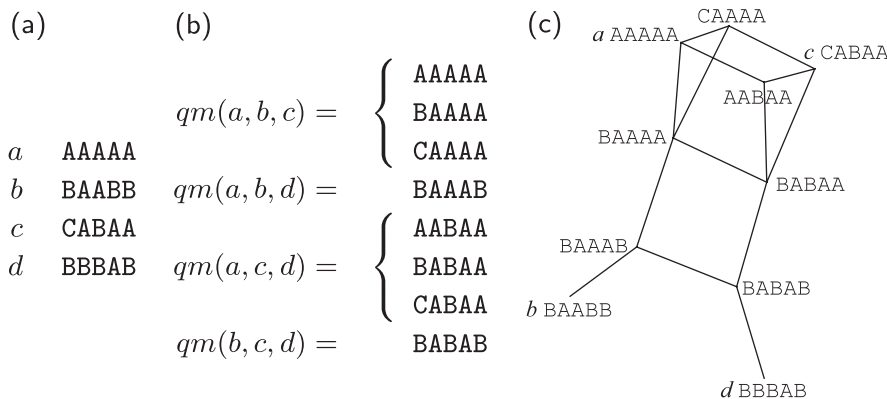 (a)
a AAAAA
b BAABB
c CABAA
d BBBAB
(b)
qm(a, b, c) = { AAAAA
BAAAA
CAAAA
qm(a, b, d) = BAAAB
qm(a, c, d) = { AABAA
BABAA
CABAA
qm(b, c, d) = BABAB
(c)
CAAAA
a AAAAA
c CABAA
AABAA
BAAAA
BABAA
BAAAB
BABAB
b BAABB
d BBBAB